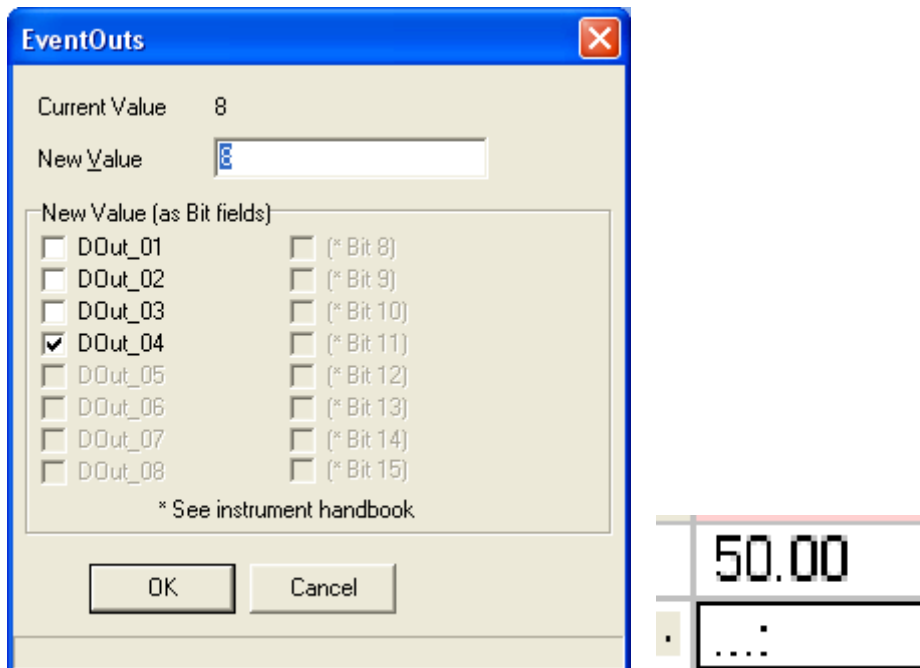 EventOuts
Current Value 8
New Value 8
New Value (as Bit fields)
DOut_01 (* Bit 8)
DOut_02 (* Bit 9)
DOut_03 (* Bit 10)
DOut_04 (* Bit 11)
DOut_05 (* Bit 12)
DOut_06 (* Bit 13)
DOut_07 (* Bit 14)
DOut_08 (* Bit 15)
* See instrument handbook
OK Cancel
50.00
...: